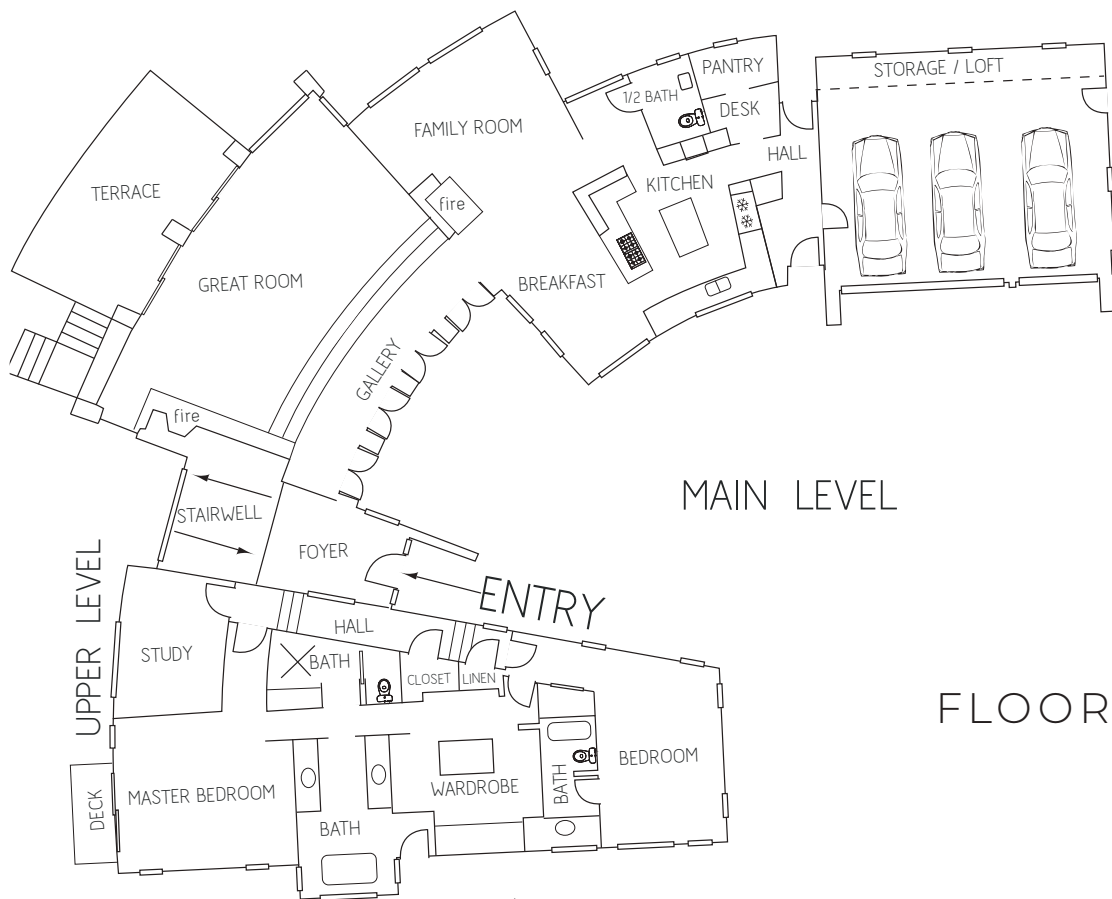 STORAGE / LOFT
PANTRY
1/2 BATH
DESK
FAMILY ROOM
HALL
KITCHEN
TERRACE
fire
GREAT ROOM
BREAKFAST
GALLERY
fire
MAIN LEVEL
STAIRWELL
FOYER
ENTRY
UPPER LEVEL
HALL
STUDY
BATH
CLOSET
LINEN
FLOOR
BEDROOM
WARDROBE
MASTER BEDROOM
DECK
BATH
BATH